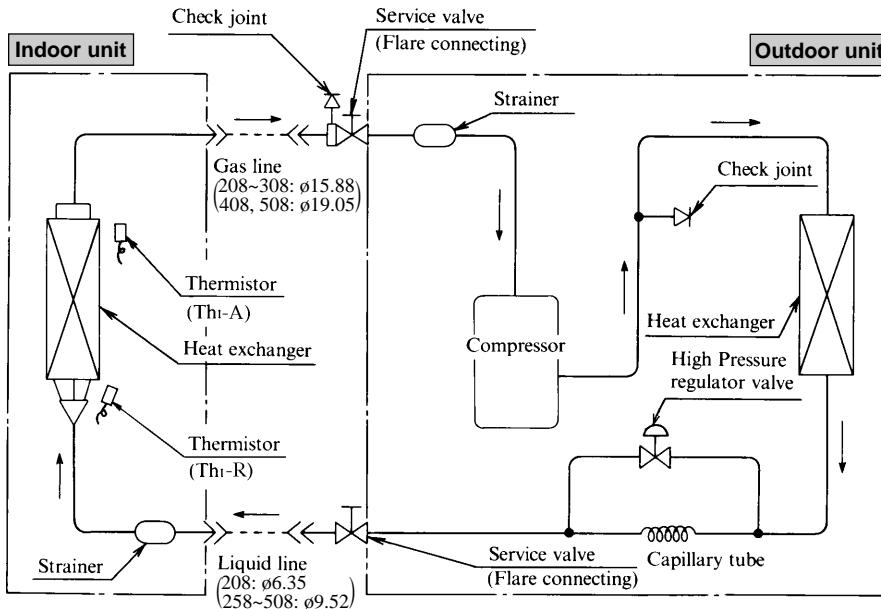 Check joint
Service valve
(Flare connecting)
Indoor unit
Outdoor unit
Strainer
Gas line
(208~308: ø15.88
408, 508: ø19.05)
Check joint
Thermistor
(ThI-A)
Heat exchanger
Compressor
Heat exchanger
High Pressure
regulator valve
Thermistor
(ThI-R)
Strainer
Liquid line
(208: ø6.35
258~508: ø9.52)
Service valve
(Flare connecting)
Capillary tube